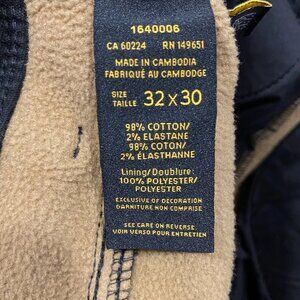 1640006
CA 60224 RN 149651
MADE IN CAMBODIA
FABRIQUÉ AU CAMBODGE
SIZE
TAILLE 32 x 30
98% COTTON/
2% ELASTANE
98% COTON/
2% ÉLASTHANNE
Lining/Doublure:
100% POLYESTER/
POLYESTER
EXCLUSIVE OF DECORATION
GARNITURE NON COMPRISE
SEE CARE ON REVERSE
VOIR VERSO POUR ENTRETIEN